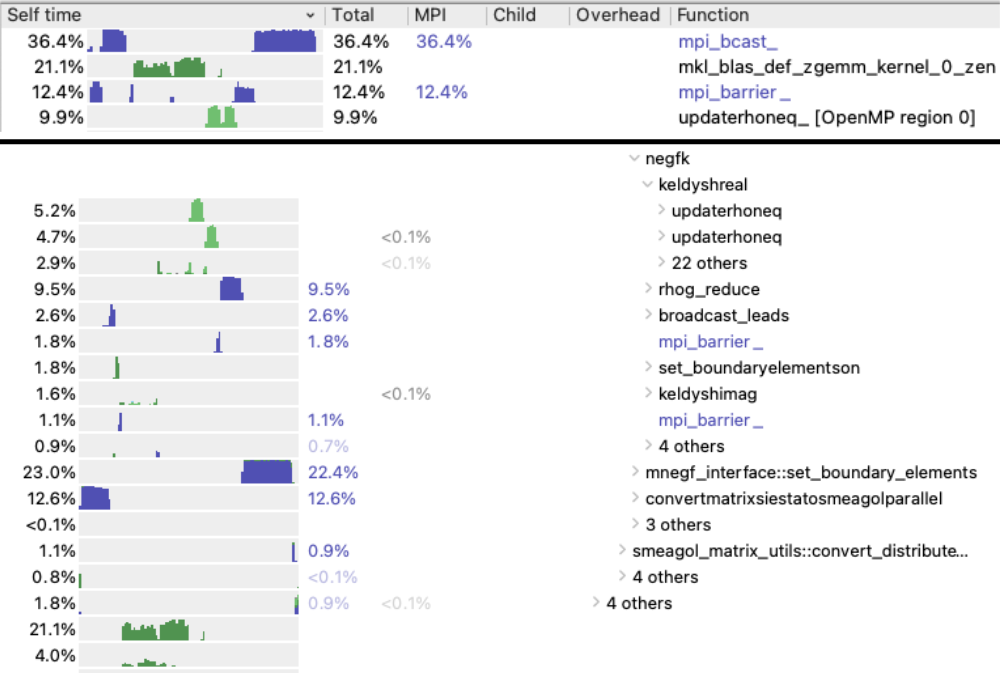 Self time Total MPI Child Overhead Function
36.4% 36.4% 36.4% mpi_bcast_
21.1% 21.1% mkl_blas_def_zgemm_kernel_0_zen
12.4% 12.4% 12.4% mpi_barrier_
9.9% 9.9% updaterhoneq_ [OpenMP region 0]
negfk
keldyshreal
5.2% updaterhoneq
4.7% <0.1% updaterhoneq
2.9% <0.1% 22 others
9.5% 9.5% rhog_reduce
2.6% 2.6% broadcast_leads
1.8% 1.8% mpi_barrier_
1.8% set_boundaryelementson
1.6% <0.1% keldyshimag
1.1% 1.1% mpi_barrier_
0.9% 0.7% 4 others
23.0% 22.4% mnegf_interface::set_boundary_elements
12.6% 12.6% convertmatrixsiestatosmeagolparallel
<0.1% 3 others
1.1% 0.9% smeagol_matrix_utils::convert_distribute...
0.8% <0.1% 4 others
1.8% 0.9% <0.1% 4 others
21.1%
4.0%